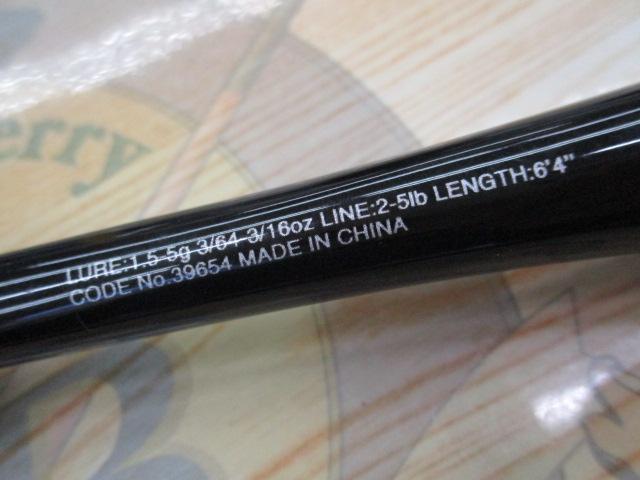 erry
LURE:1.5-5g 3/64-3/16oz LINE:2-5lb LENGTH:6'4"
CODE No.39654 MADE IN CHINA
B